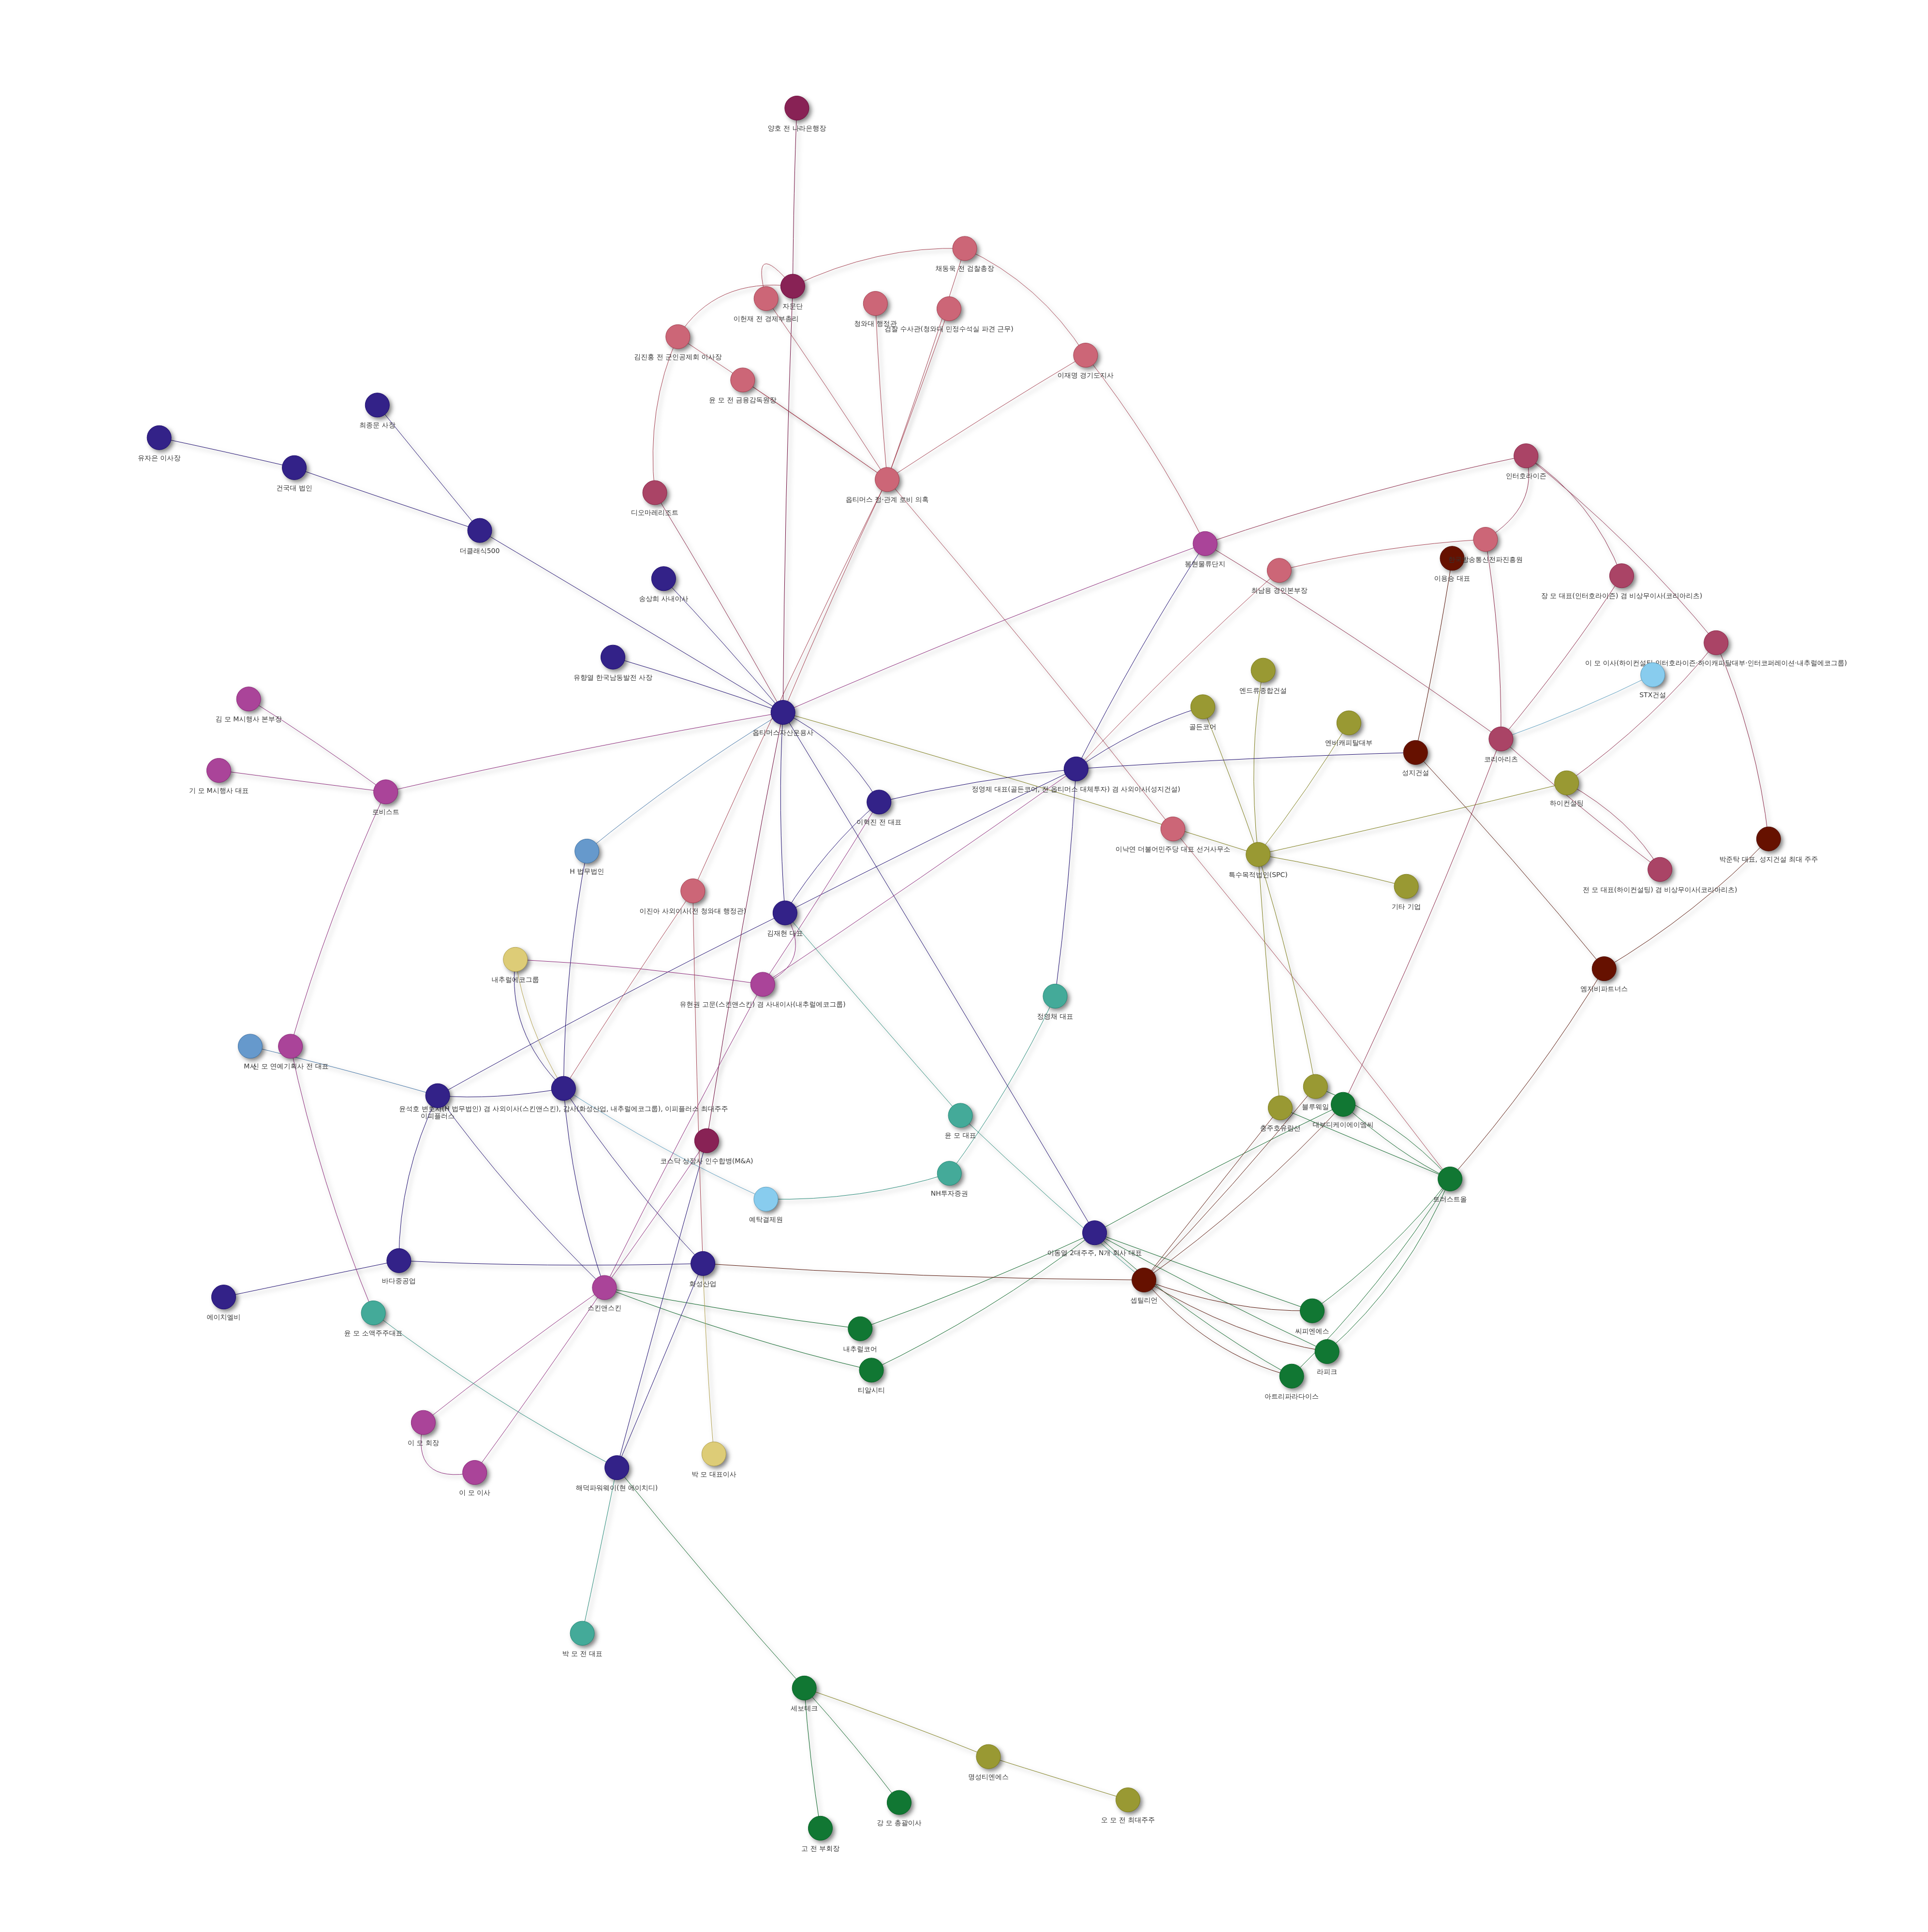 양호 전 나라은행장
채동욱 전 검찰총장
자문단
이헌재 전 경제부총리
청와대 행정관
검찰 수사관(청와대 민정수석실 파견 근무)
김진훈 전 군인공제회 이사장
이재명 경기도지사
윤 모 전 금융감독원장
최종문 사장
유자은 이사장
건국대 법인
인터호라이즌
옵티머스 정·관계 로비 의혹
디오마레리조트
더클래식500
봉현물류단지
방송통신전파진흥원
이용승 대표
최남용 경인본부장
장 모 대표(인터호라이즌) 겸 비상무이사(코리아리츠)
송상희 사내이사
이 모 이사(하이컨설팅·인터호라이즌·하이캐피탈대부·인터코퍼레이션·내추럴에코그룹)
유향열 한국남동발전 사장
엔드류종합건설
STX건설
김 모 M시행사 본부장
골든코어
옵티머스자산운용사
엔비캐피탈대부
코리아리츠
성지건설
기 모 M시행사 대표
정영제 대표(골든코어, 전 옵티머스 대체투자) 겸 사외이사(성지건설)
하이컨설팅
로비스트
이혁진 전 대표
이낙연 더불어민주당 대표 선거사무소
박준탁 대표, 성지건설 최대 주주
H 법무법인
특수목적법인(SPC)
전 모 대표(하이컨설팅) 겸 비상무이사(코리아리츠)
기타 기업
이진아 사외이사(전 청와대 행정관)
김재현 대표
내추럴에코그룹
엠지비파트너스
유현권 고문(스킨앤스킨) 겸 사내이사(내추럴에코그룹)
정영채 대표
신 모 연예기획사 전 대표
블루웨일
윤석호 변호사(H 법무법인) 겸 사외이사(스킨앤스킨), 감사(화성산업, 내추럴에코그룹), 이피플러스 최대주주
이피플러스
대부디케이에이엠씨
충주호유람선
윤 모 대표
코스닥 상장사 인수합병(M&A)
NH투자증권
트러스트올
예탁결제원
이동열 2대주주, N개 회사 대표
바다중공업
화성산업
셉틸리언
스킨앤스킨
에이치엘비
씨피엔에스
윤 모 소액주주대표
내추럴코어
라피크
티알시티
아트리파라다이스
이 모 회장
박 모 대표이사
해덕파워웨이(현 에이치디)
이 모 이사
박 모 전 대표
세보테크
명성티엔에스
오 모 전 최대주주
강 모 총괄이사
고 전 부회장